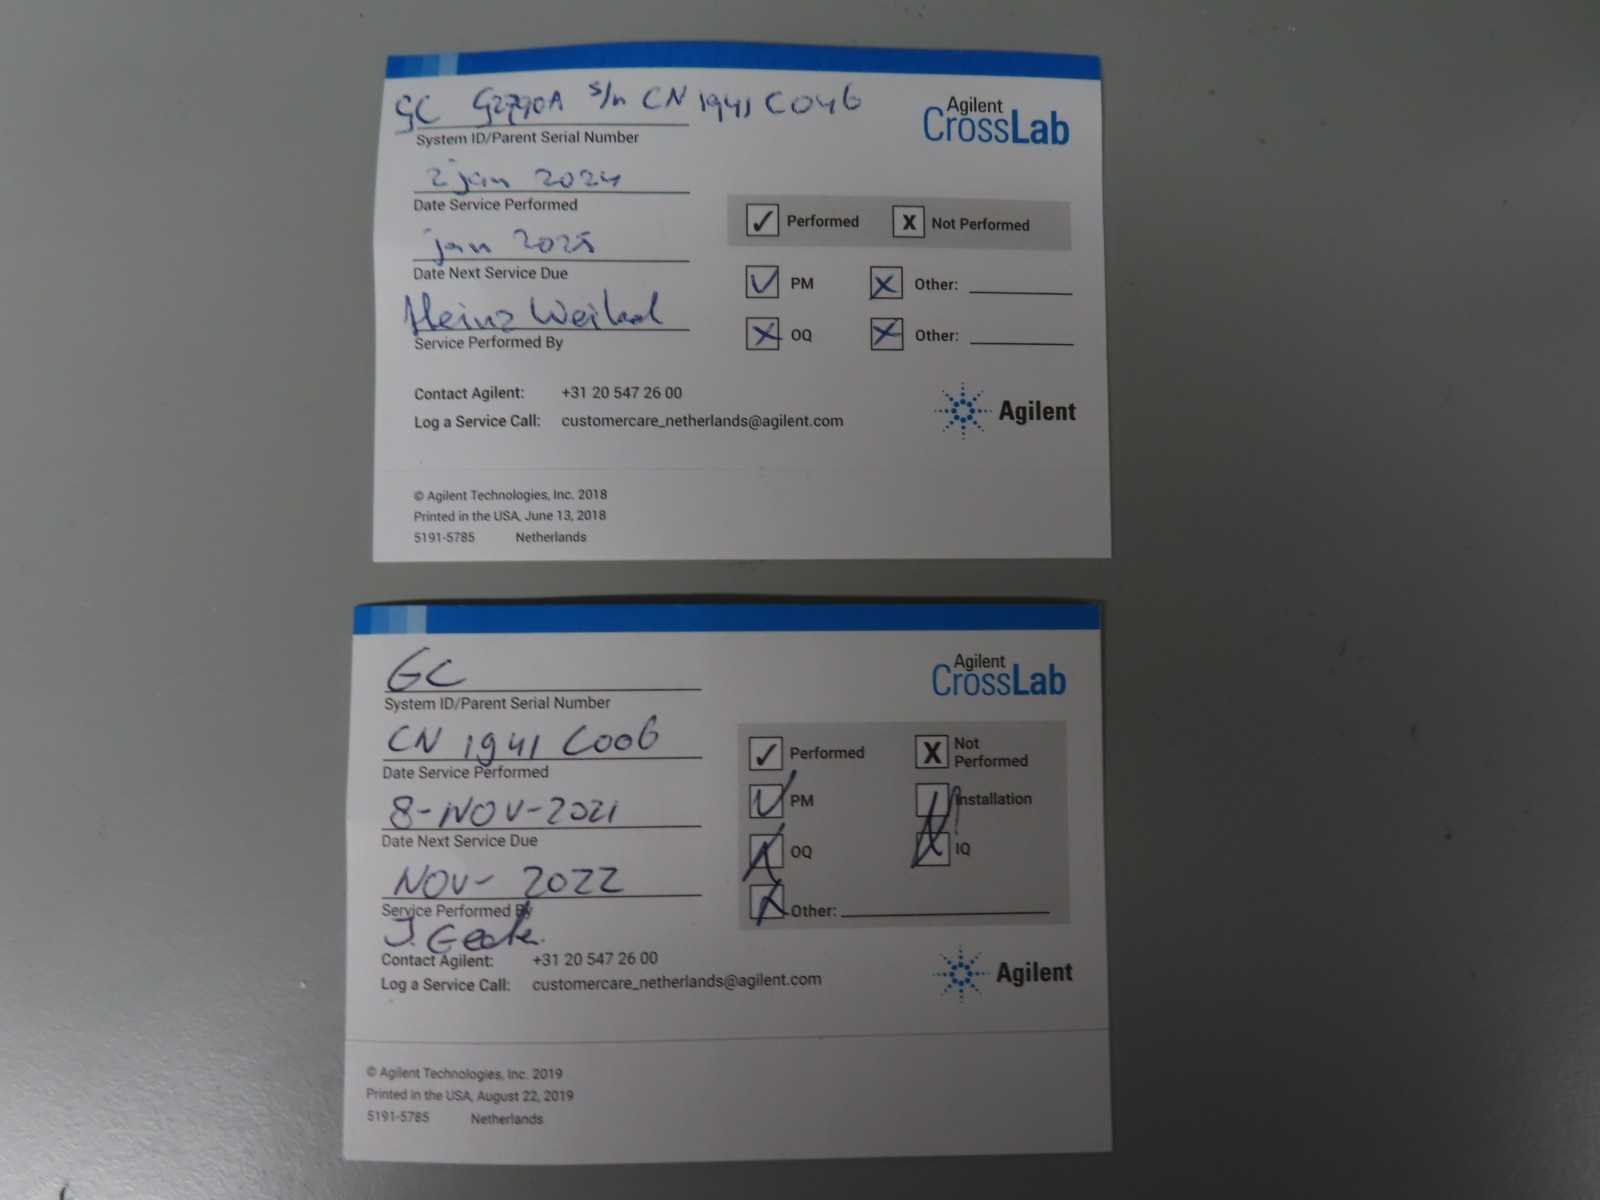 GC G2790A s/n CN1941C046
System ID/Parent Serial Number
Agilent
CrossLab
2 jan 2024
Date Service Performed
✓ Performed X Not Performed
jan 2025
Date Next Service Due
PM Other:
Heinz
Service Performed By
OQ Other:
Contact Agilent: +31 20 547 26 00
Log a Service Call: customercare_netherlands@agilent.com
Agilent
© Agilent Technologies, Inc. 2018
Printed in the USA, June 13, 2018
5191-5785 Netherlands
GC
System ID/Parent Serial Number
Agilent
CrossLab
CN 1941 C006
Date Service Performed
✓ Performed X Not Performed
8-NOV-2021
Date Next Service Due
PM Installation
OQ IQ
NOV-2022
Service Performed By
Other:
J.
Contact Agilent: +31 20 547 26 00
Log a Service Call: customercare_netherlands@agilent.com
Agilent
© Agilent Technologies, Inc. 2019
Printed in the USA, August 22, 2019
5191-5785 Netherlands